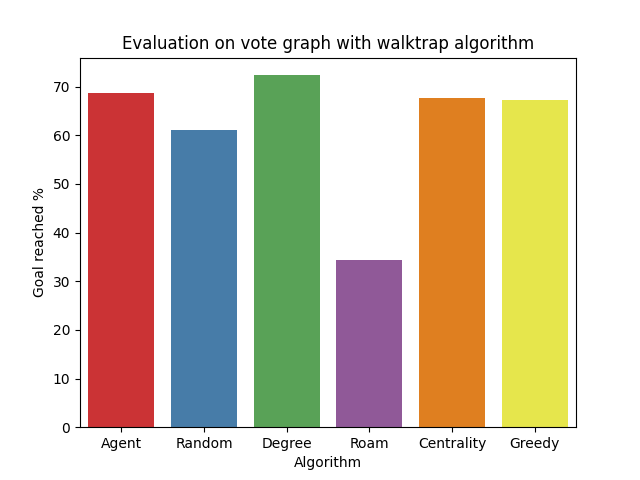 Evaluation on vote graph with walktrap algorithm
Goal reached %
70
60
50
40
30
20
10
0
Agent Random Degree Roam Centrality Greedy
Algorithm